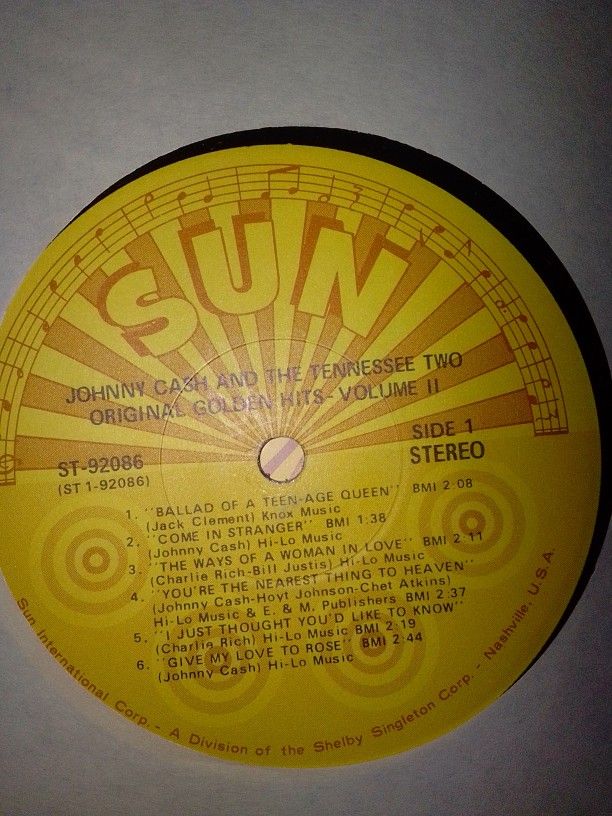 SUN
JOHNNY CASH AND THE TENNESSEE TWO
ORIGINAL GOLDEN HITS-VOLUME II
ST-92086
(ST 1-92086)
SIDE 1
STEREO
1. "BALLAD OF A TEEN-AGE QUEEN" BMI 2:08
(Jack Clement) Knox Music
2. "COME IN STRANGER" BMI 1:38
(Johnny Cash) Hi-Lo Music
3. "THE WAYS OF A WOMAN IN LOVE" BMI 2:11
(Charlie Rich-Bill Justis) Hi-Lo Music
4. "YOU'RE THE NEAREST THING TO HEAVEN"
(Johnny Cash-Hoyt Johnson-Chet Atkins)
Hi-Lo Music & E. & M. Publishers BMI 2:37
5. "I JUST THOUGHT YOU'D LIKE TO KNOW"
(Charlie Rich) Hi-Lo Music BMI 2:19
6. "GIVE MY LOVE TO ROSE" BMI 2:44
(Johnny Cash) Hi-Lo Music
Sun International Corp. - A Division of the Shelby Singleton Corp. - Nashville, U.S.A.